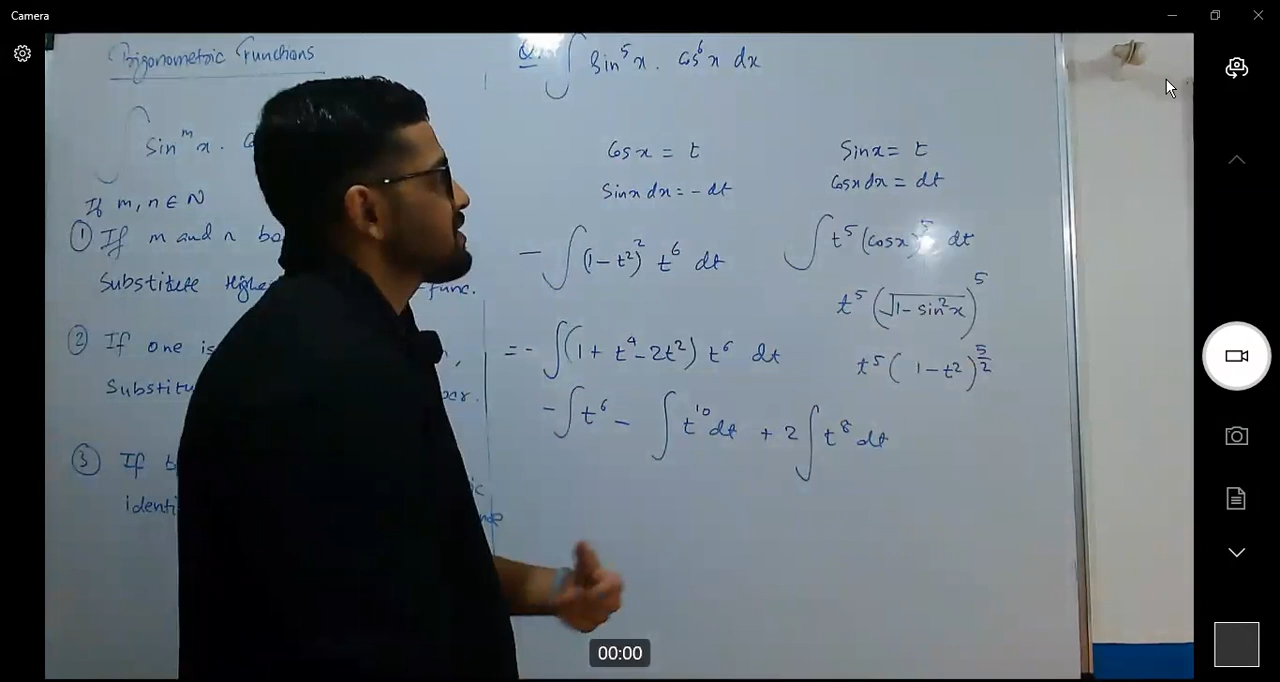 Camera
Trigonometric Functions
∫ Sin^m x .
If m, n ∈ N
① If m and n
Substitute func.
② If one is
③ If
Q. ∫ Sin^5 x . Cos^6 x dx
Cos x = t
Sin x dx = - dt
- ∫ (1 - t^2)^2 t^6 dt
= - ∫ (1 + t^4 - 2t^2) t^6 dt
- ∫ t^6 - ∫ t^10 dt + 2 ∫ t^8 dt
Sin x = t
Cos x dx = dt
∫ t^5 (cos x)^5 dt
t^5 (√(1 - sin^2 x))^5
t^5 ( 1 - t^2 )^(5/2)
00:00